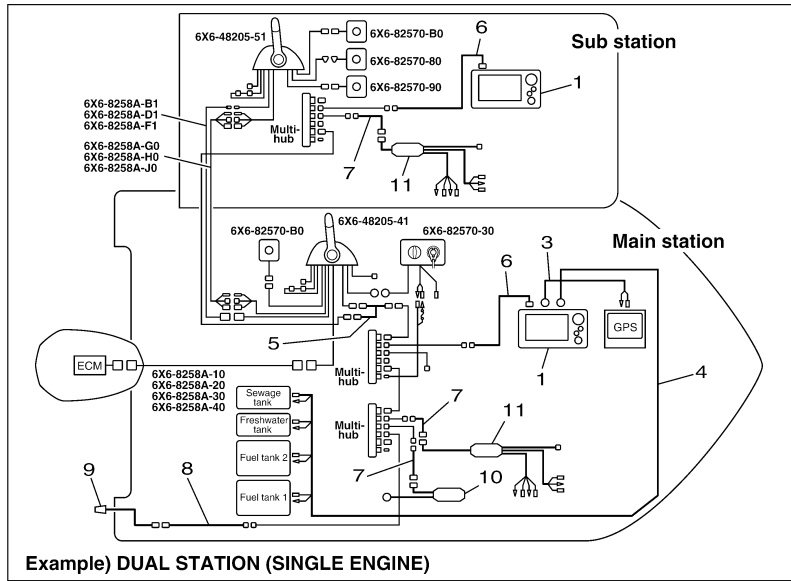 6X6-48205-51
6X6-82570-B0
6X6-82570-80
6X6-82570-90
6
Sub station
1
6X6-8258A-B1
6X6-8258A-D1
6X6-8258A-F1
6X6-8258A-G0
6X6-8258A-H0
6X6-8258A-J0
Multi-
hub
7
11
6X6-82570-B0
6X6-48205-41
6X6-82570-30
Main station
6
3
GPS
5
1
4
ECM
6X6-8258A-10
6X6-8258A-20
6X6-8258A-30
6X6-8258A-40
Multi-
hub
Sewage
tank
Freshwater
tank
Fuel tank 2
Fuel tank 1
Multi-
hub
7
11
7
10
9
8
Example) DUAL STATION (SINGLE ENGINE)